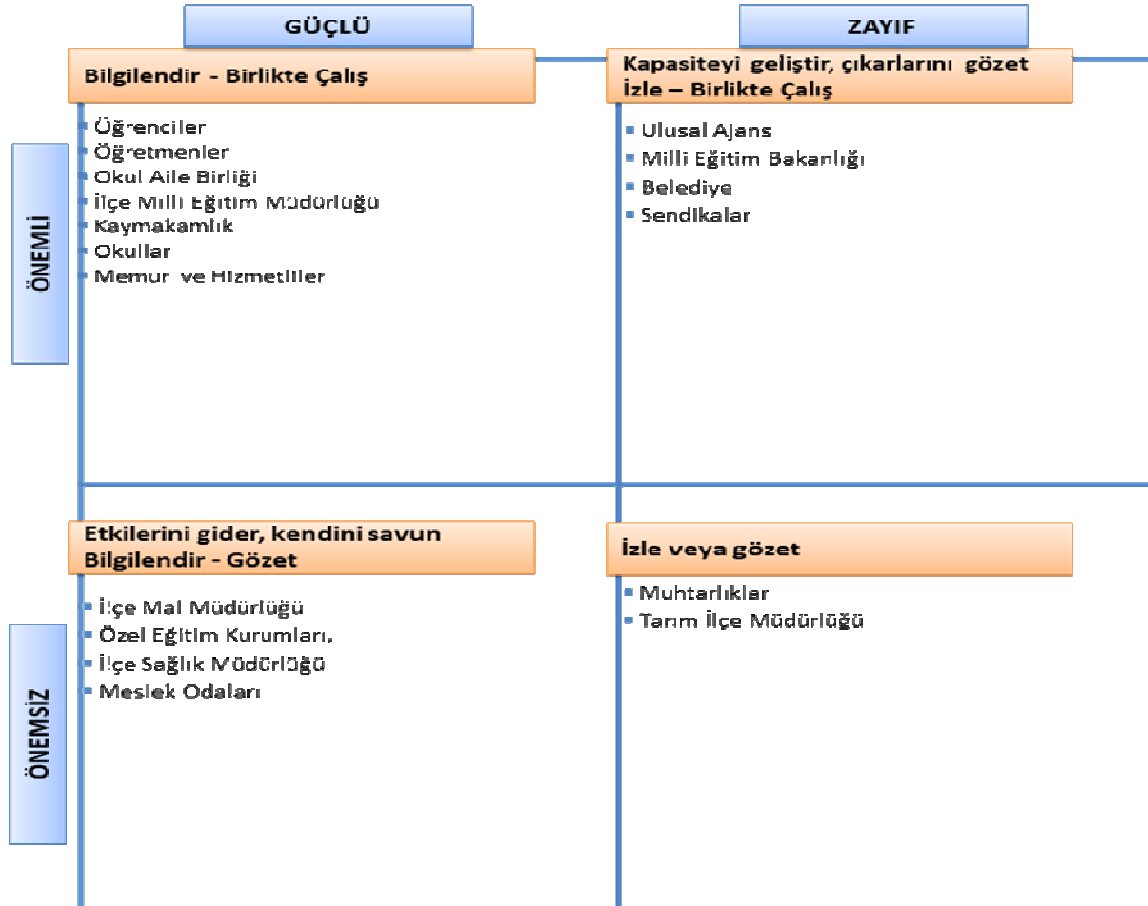 GÜÇLÜ
ZAYIF
ÖNEMLİ
Bilgilendir - Birlikte Çalış
Öğrenciler
Öğretmenler
Okul Aile Birliği
İlçe Milli Eğitim Müdürlüğü
Kaymakamlık
Okullar
Memur ve Hizmetliler
Kapasiteyi geliştir, çıkarlarını gözet
İzle – Birlikte Çalış
Ulusal Ajans
Milli Eğitim Bakanlığı
Belediye
Sendikalar
ÖNEMSİZ
Etkilerini gider, kendini savun
Bilgilendir - Gözet
İlçe Mal Müdürlüğü
Özel Eğitim Kurumları.
İlçe Sağlık Müdürlüğü
Meslek Odaları
İzle veya gözet
Muhtarlıklar
Tarım İlçe Müdürlüğü